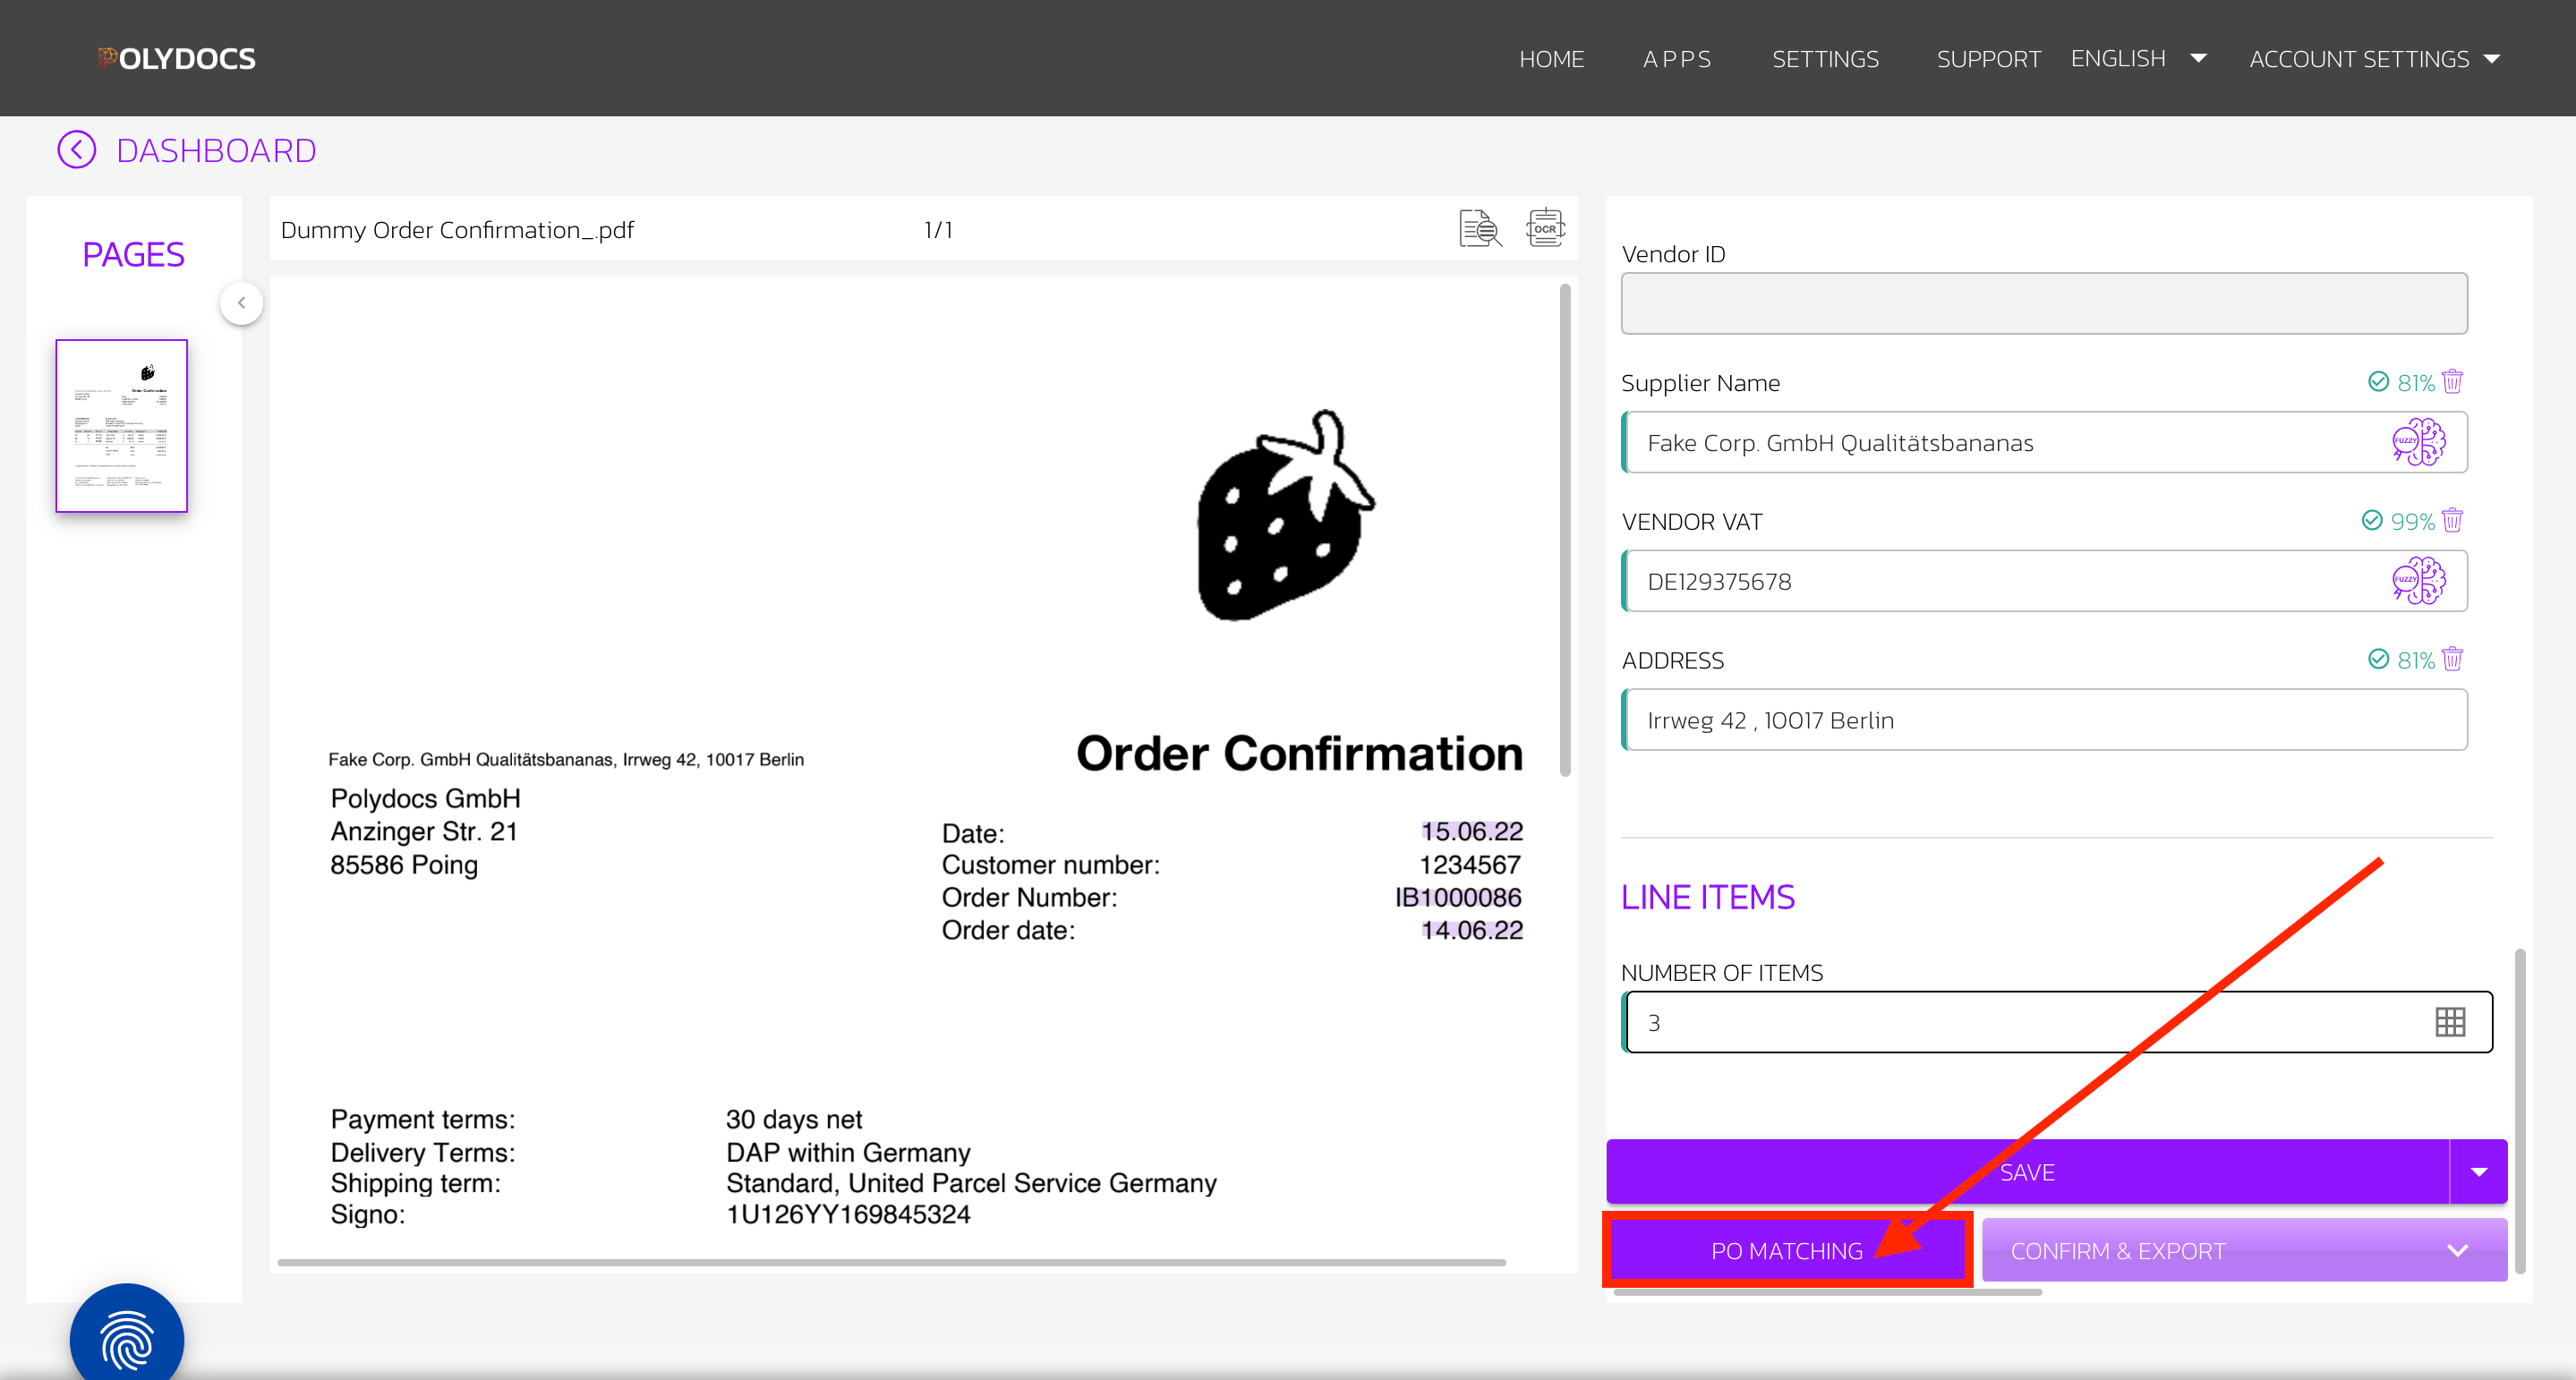 POLYDOCS
HOME APPS SETTINGS SUPPORT ENGLISH ACCOUNT SETTINGS
DASHBOARD
PAGES
Order Confirmation
Dummy Order Confirmation_.pdf 1/1
OCR
Fake Corp. GmbH Qualitätsbananas, Irrweg 42, 10017 Berlin
Polydocs GmbH
Anzinger Str. 21
85586 Poing
Order Confirmation
Date: 15.06.22
Customer number: 1234567
Order Number: IB1000086
Order date: 14.06.22
Payment terms: 30 days net
Delivery Terms: DAP within Germany
Shipping term: Standard, United Parcel Service Germany
Signo: 1U126YY169845324
Vendor ID
Supplier Name 81%
Fake Corp. GmbH Qualitätsbananas FUZZY
VENDOR VAT 99%
DE129375678 FUZZY
ADDRESS 81%
Irrweg 42 , 10017 Berlin
LINE ITEMS
NUMBER OF ITEMS
3
SAVE
PO MATCHING CONFIRM & EXPORT